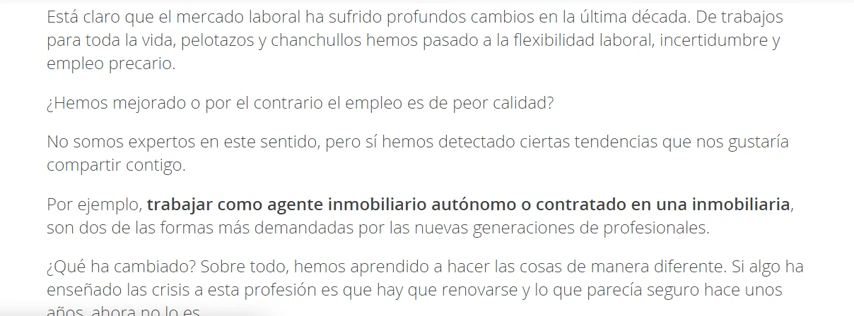 Está claro que el mercado laboral ha sufrido profundos cambios en la última década. De trabajos
para toda la vida, pelotazos y chanchullos hemos pasado a la flexibilidad laboral, incertidumbre y
empleo precario.
¿Hemos mejorado o por el contrario el empleo es de peor calidad?
No somos expertos en este sentido, pero sí hemos detectado ciertas tendencias que nos gustaría
compartir contigo.
Por ejemplo, trabajar como agente inmobiliario autónomo o contratado en una inmobiliaria,
son dos de las formas más demandadas por las nuevas generaciones de profesionales.
¿Qué ha cambiado? Sobre todo, hemos aprendido a hacer las cosas de manera diferente. Si algo ha
enseñado las crisis a esta profesión es que hay que renovarse y lo que parecía seguro hace unos
años, ahora no lo es